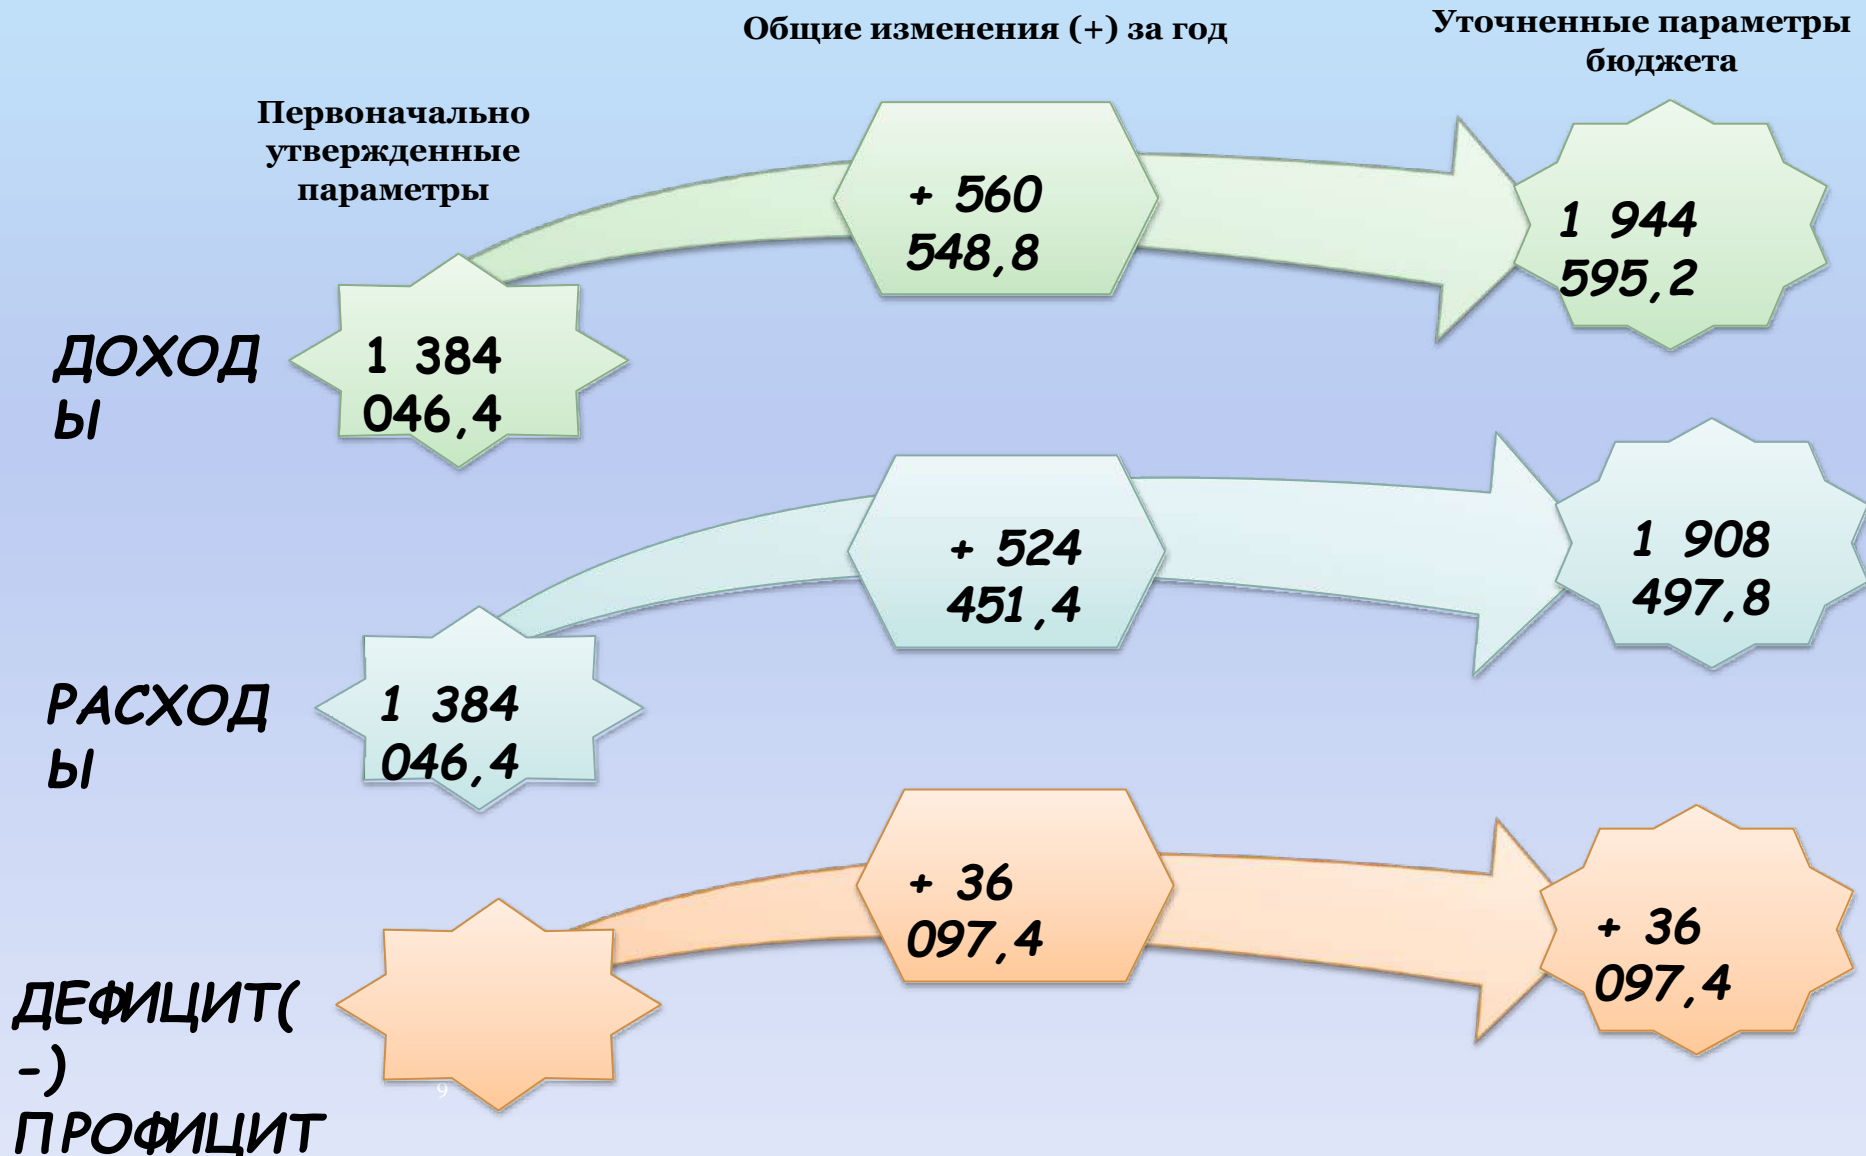 Общие изменения (+) за год
Уточненные параметры
бюджета
Первоначально
утвержденные
параметры
+ 560
548,8
1 944
595,2
ДОХОД
Ы
1 384
046,4
+ 524
451,4
1 908
497,8
РАСХОД
Ы
1 384
046,4
+ 36
097,4
+ 36
097,4
ДЕФИЦИТ(
-)
ПРОФИЦИТ
9